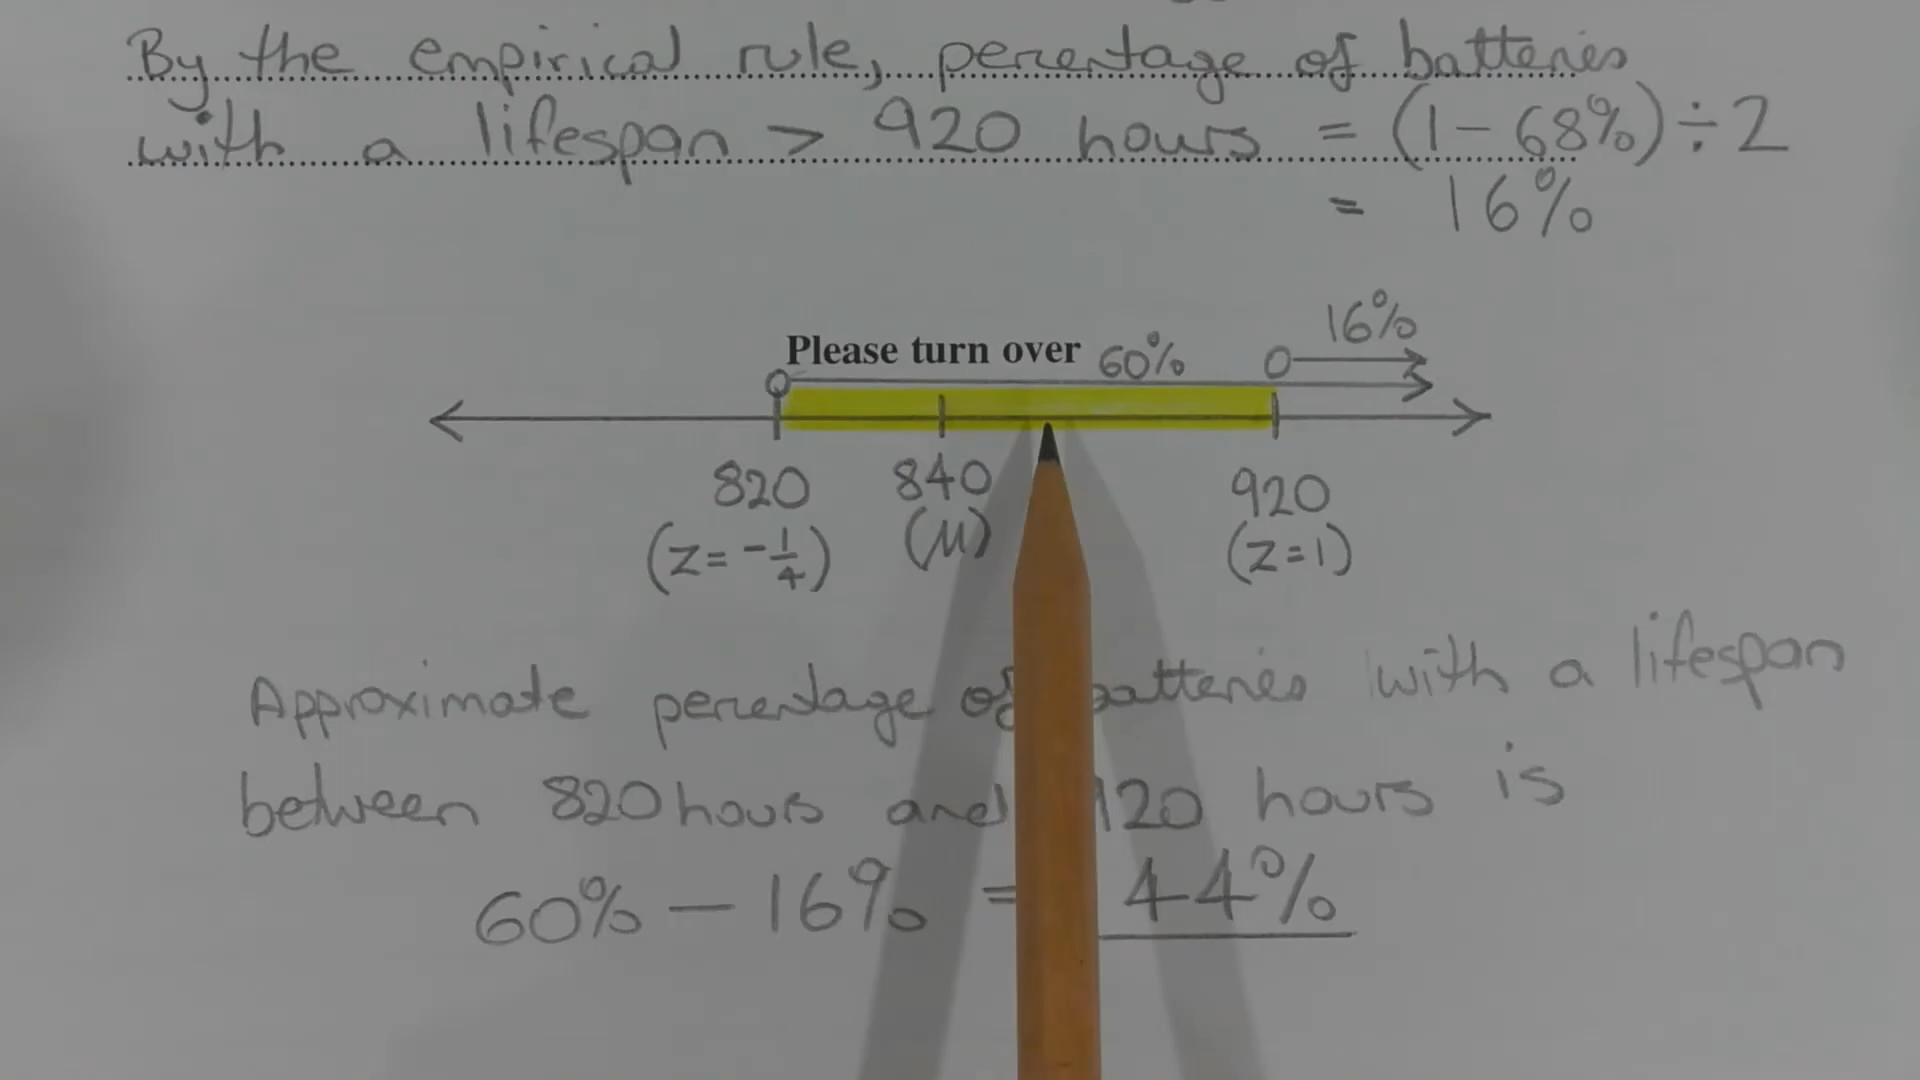 By the empirical rule, percentage of batteries
with a lifespan > 920 hours = (1 - 68%) ÷ 2
= 16%
16%
Please turn over 60%
820 840 920
(z = -1/4) (μ) (z = 1)
Approximate percentage of batteries with a lifespan
between 820 hours and 920 hours is
60% - 16% = 44%